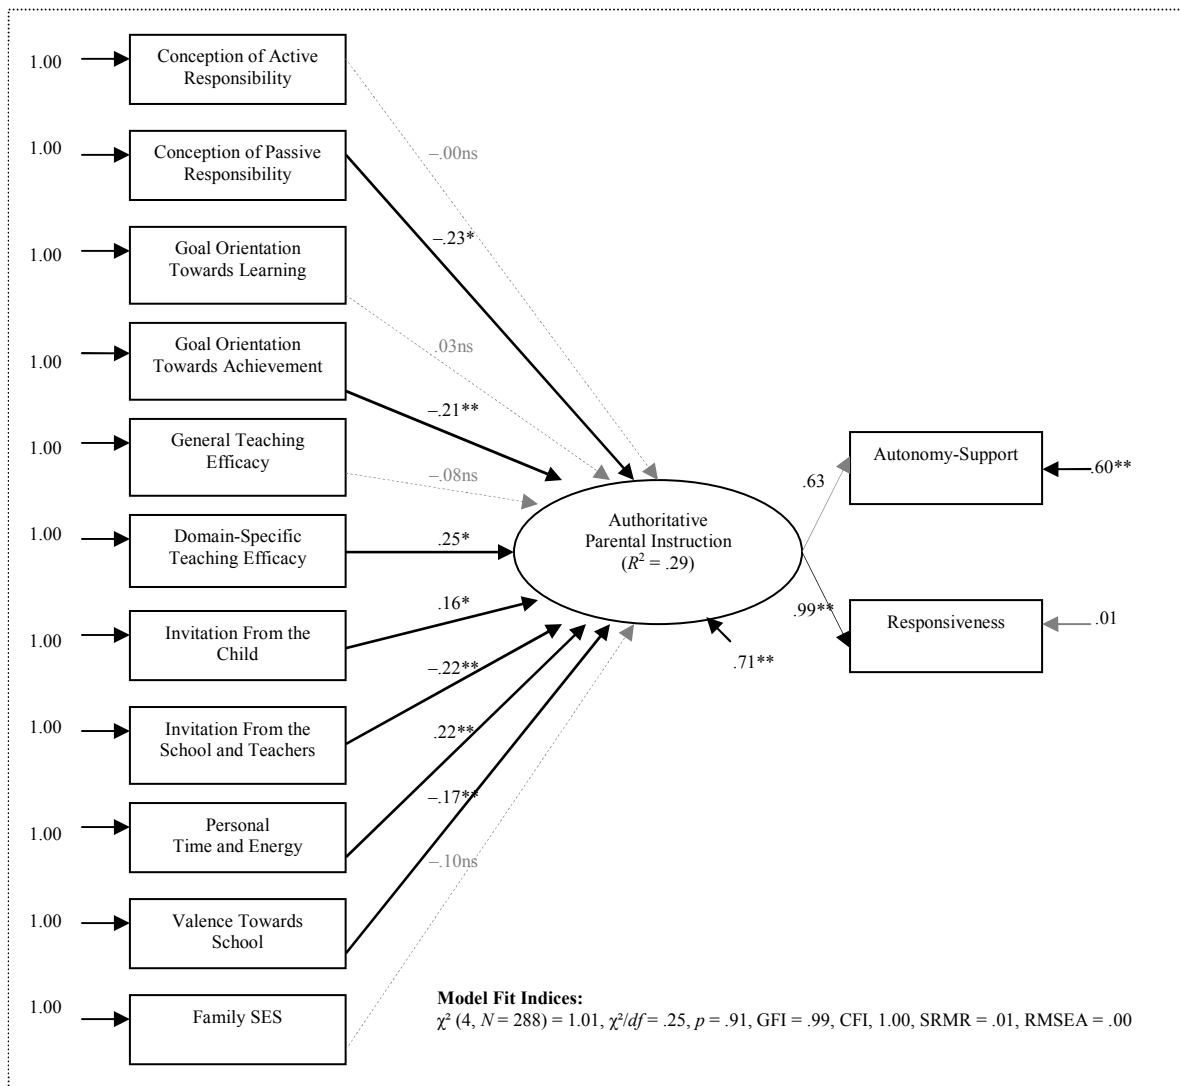 1.00
Conception of Active
Responsibility
–.00ns
1.00
Conception of Passive
Responsibility
–.23*
1.00
Goal Orientation
Towards Learning
.03ns
1.00
Goal Orientation
Towards Achievement
–.21**
1.00
General Teaching
Efficacy
–.08ns
1.00
Domain-Specific
Teaching Efficacy
.25*
1.00
Invitation From the
Child
.16*
1.00
Invitation From the
School and Teachers
–.22**
1.00
Personal
Time and Energy
.22**
1.00
Valence Towards
School
–.17**
1.00
Family SES
–.10ns
Authoritative
Parental Instruction
(R² = .29)
.71**
.63
Autonomy-Support
.60**
.99**
Responsiveness
.01
Model Fit Indices:
χ² (4, N = 288) = 1.01, χ²/df = .25, p = .91, GFI = .99, CFI, 1.00, SRMR = .01, RMSEA = .00